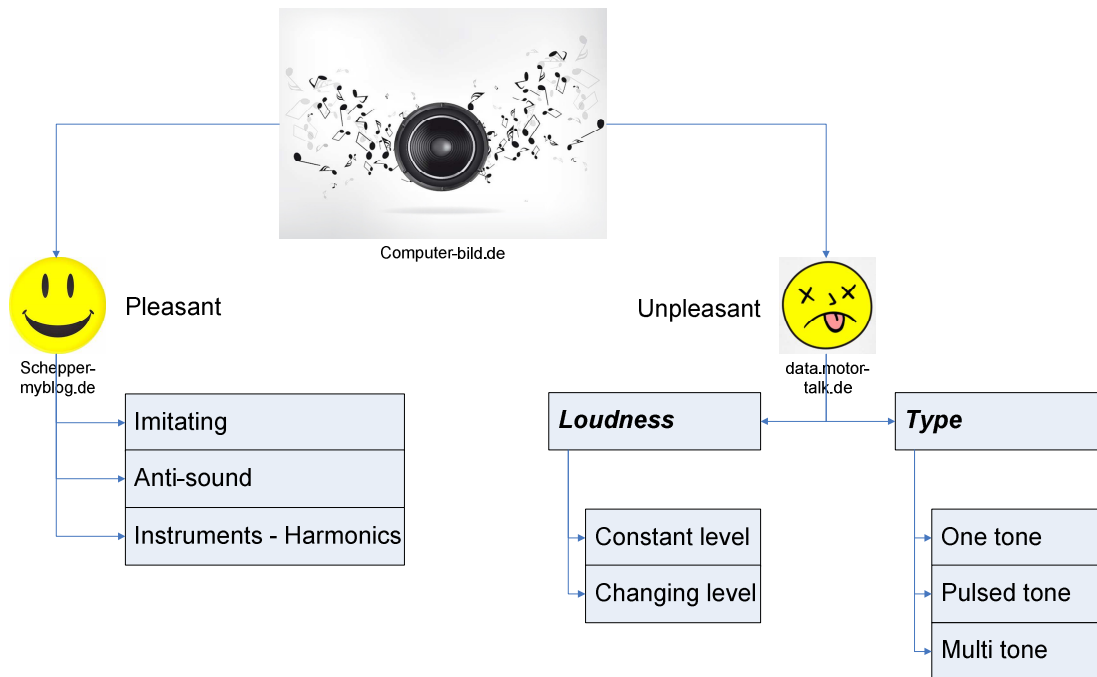 Computer-bild.de
Pleasant
Unpleasant
Schepper-
myblog.de
data.motor-
talk.de
Imitating
Anti-sound
Instruments - Harmonics
Loudness
Constant level
Changing level
Type
One tone
Pulsed tone
Multi tone